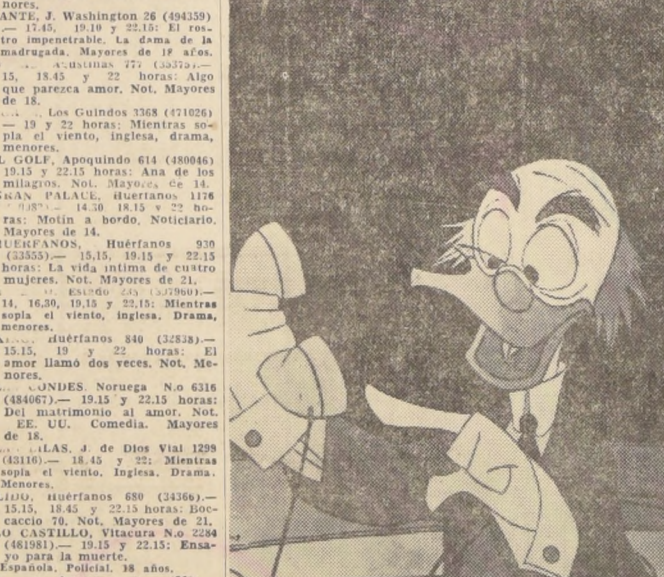 nores.
ANTE, J. Washington 26 (494359)
.— 17.45, 19.10 y 22.15: El ros-
tro impenetrable. La dama de la
madrugada. Mayores de 18 años.
Agustinas 777
15, 18.45 y 22 horas: Algo
que parezca amor. Not. Mayores
de 18.
Los Guindos 3368 (471026)
— 19 y 22 horas: Mientras so-
pla el viento, inglesa, drama,
menores.
L GOLF, Apoquindo 614 (480046)
19.15 y 22.15 horas: Ana de los
milagros. Not. Mayores de 14.
RAN PALACE, Huérfanos 1176
14.30 18.15 y 22 ho-
ras: Motín a bordo. Noticiario.
Mayores de 14.
UERFANOS, Huérfanos 930
(33555).— 15,15, 19.15 y 22.15
horas: La vida íntima de cuatro
mujeres. Not. Mayores de 21.
Estado
14, 16,30, 19,15 y 22,15: Mientras
sopla el viento, inglesa. Drama,
menores.
Huérfanos 840 (32838).—
15.15, 19 y 22 horas: El
amor llamó dos veces. Not. Me-
nores.
CONDES. Noruega N.o 6316
(484067).— 19.15 y 22.15 horas:
Del matrimonio al amor. Not.
EE. UU. Comedia. Mayores
de 18.
LILAS. J. de Dios Vial 1299
(43116).— 18.45 y 22: Mientras
sopla el viento. Inglesa. Drama.
Menores.
LIDO, Huérfanos 680 (34366).—
15.15, 18.45 y 22.15 horas: Boc-
caccio 70. Not. Mayores de 21.
O CASTILLO, Vitacura N.o 2284
(481981).— 19.15 y 22.15: Ensa-
yo para la muerte.
Española. Policial. 18 años.